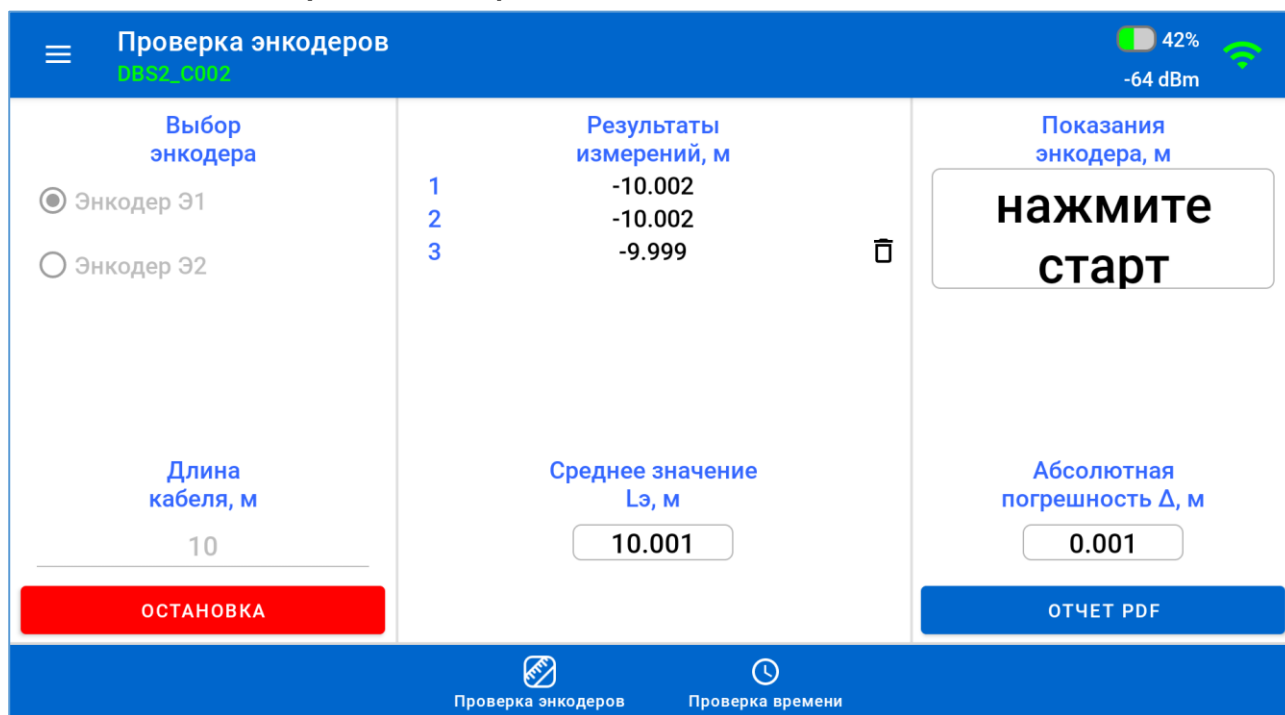 Проверка энкодеров
DBS2_C002
42%
-64 dBm
Выбор
энкодера
Энкодер Э1
Энкодер Э2
Длина
кабеля, м
10
ОСТАНОВКА
Результаты
измерений, м
1 -10.002
2 -10.002
3 -9.999
Среднее значение
Lэ, м
10.001
Показания
энкодера, м
нажмите
старт
Абсолютная
погрешность Δ, м
0.001
ОТЧЕТ PDF
Проверка энкодеров
Проверка времени